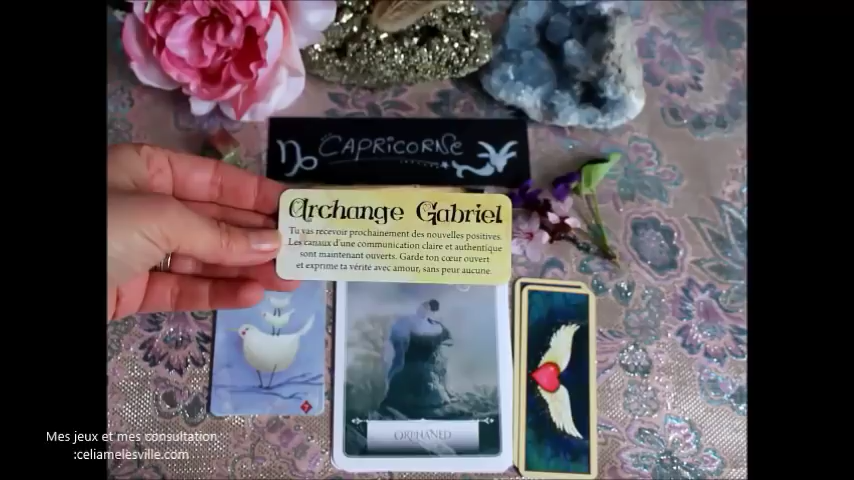 CAPRICORNE
Archange Gabriel
Tu vas recevoir prochainement des nouvelles positives.
Les canaux d'une communication claire et authentique
sont maintenant ouverts. Garde ton cœur ouvert
et exprime ta vérité avec amour, sans peur aucune.
ORPHANED
Mes jeux et mes consultation
:celiamelesville.com